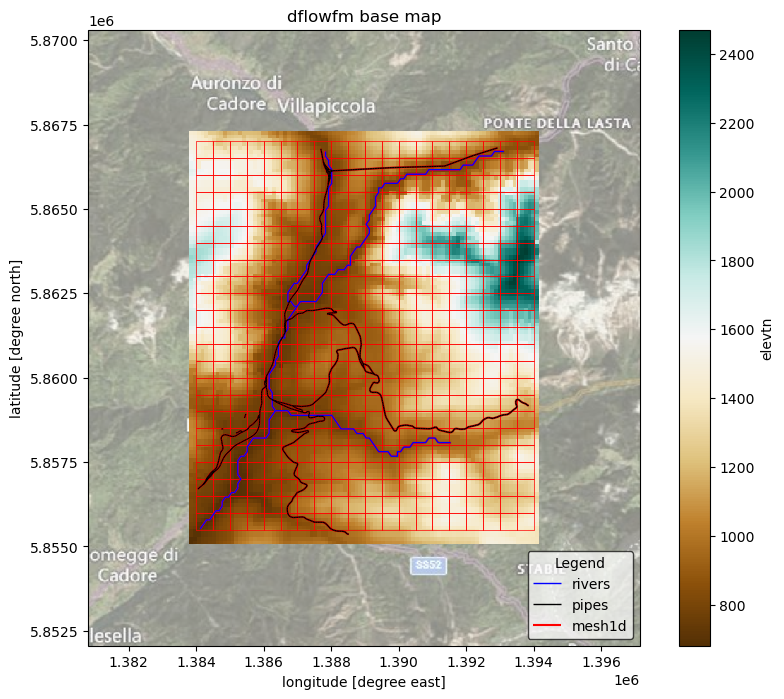 dflowfm base map
1e6
5.8700
5.8675
5.8650
5.8625
5.8600
5.8575
5.8550
5.8525
latitude [degree north]
Santo
di Ca
Auronzo di
Cadore
Villapiccola
PONTE DELLA LASTA
omegge di
Cadore
lesella
SS52
Legend
rivers
pipes
mesh1d
1.382
1.384
1.386
1.388
1.390
1.392
1.394
1.396
1e6
longitude [degree east]
2400
2200
2000
1800
1600
1400
1200
1000
800
elevtn